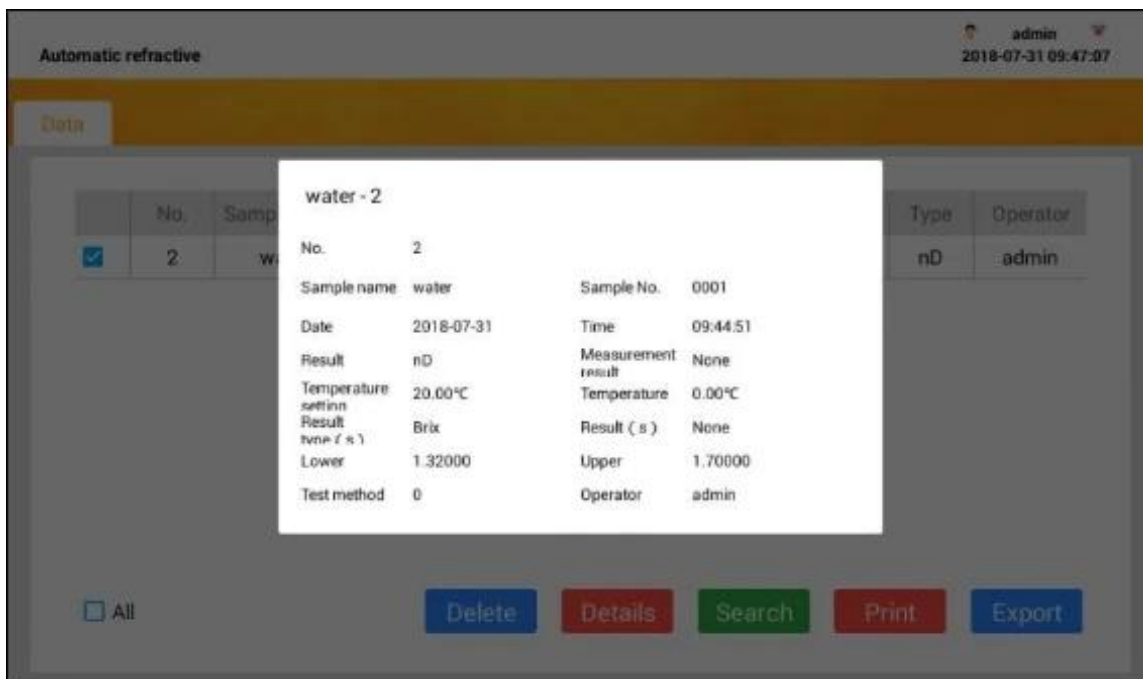 admin
Automatic refractive
2018-07-31 09:47:07
Data
No. Samp Type Operator
2 wa nD admin
water - 2
No. 2
Sample name water Sample No. 0001
Date 2018-07-31 Time 09:44:51
Result nD Measurement result None
Temperature setting 20.00℃ Temperature 0.00℃
Result type ( s ) Brix Result ( s ) None
Lower 1.32000 Upper 1.70000
Test method 0 Operator admin
All Delete Details Search Print Export